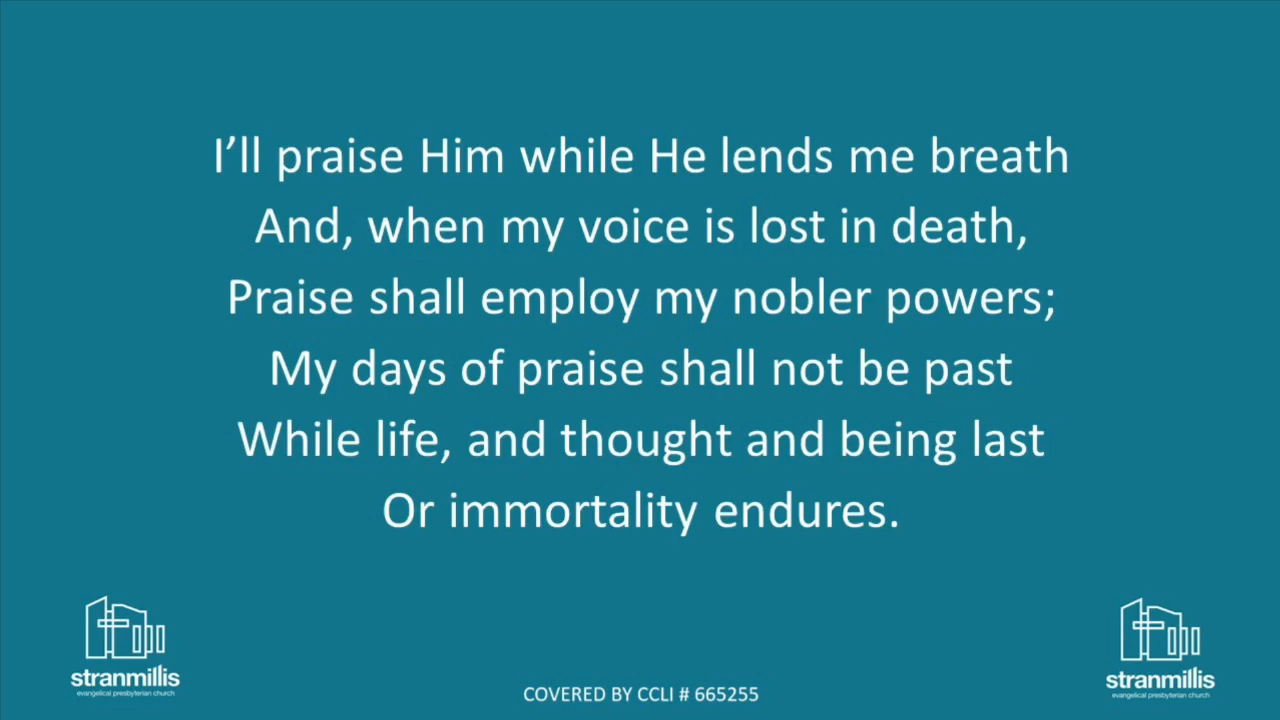 I’ll praise Him while He lends me breath
And, when my voice is lost in death,
Praise shall employ my nobler powers;
My days of praise shall not be past
While life, and thought and being last
Or immortality endures.
stranmillis
evangelical presbyterian church
COVERED BY CCLI # 665255
stranmillis
evangelical presbyterian church